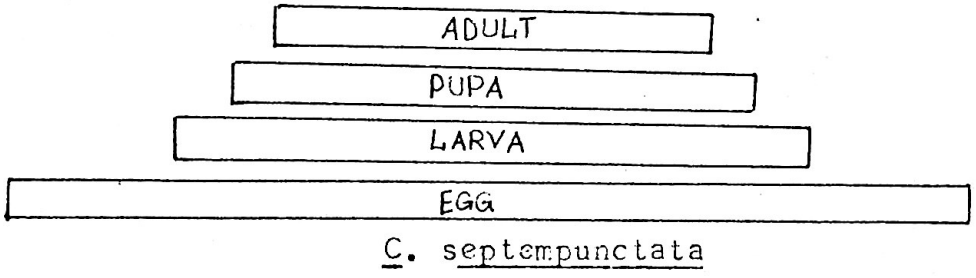 ADULT
PUPA
LARVA
EGG
C. septempunctata